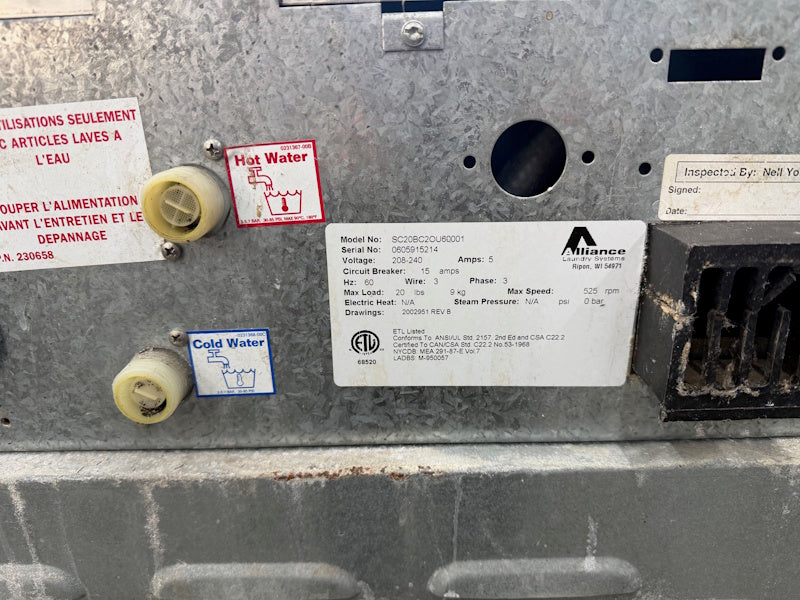 TILISATIONS SEULEMENT
C ARTICLES LAVES A
L'EAU
OUPER L'ALIMENTATION
AVANT L'ENTRETIEN ET LE
DEPANNAGE
P.N. 230658
0231367-00B
Hot Water
Cold Water
Model No: SC20BC2OU60001
Serial No: 0605915214
Voltage: 208-240 Amps: 5
Circuit Breaker: 15 amps
Hz: 60 Wire: 3 Phase: 3
Max Load: 20 lbs 9 kg Max Speed: 525 rpm
Electric Heat: N/A Steam Pressure: N/A psi 0 bar
Drawings: 2002951 REV B
Alliance
Laundry Systems
Ripon, WI 54971
ETL
68520
ETL Listed
Conforms To ANSI/UL Std. 2157, 2nd Ed and CSA C22.2
Certified To CAN/CSA Std. C22.2 No.53-1968
NYCDB: MEA 291-87-E Vol.7
LADBS: M-950057
Inspected By: Nell Yo
Signed:
Date: